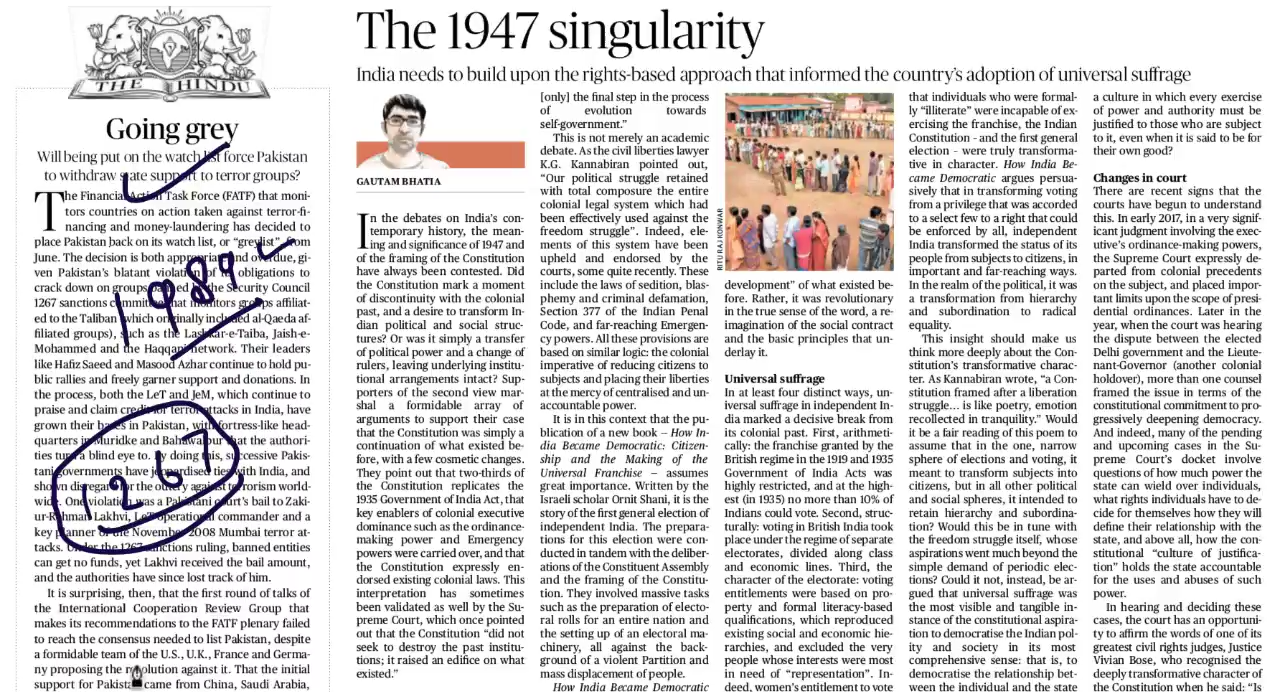 THE HINDU
Going grey
Will being put on the watch list force Pakistan
to withdraw state support to terror groups?
The Financial Action Task Force (FATF) that moni-
tors countries on action taken against terror-fi-
nancing and money-laundering has decided to
place Pakistan back on its watch list, or “greylist”, from
June. The decision is both appropriate and overdue, gi-
ven Pakistan’s blatant violation of its obligations to
crack down on groups banned by the Security Council
1267 sanctions committee that monitors groups affiliat-
ed to the Taliban (which originally included al-Qaeda af-
filiated groups), such as the Lashkar-e-Taiba, Jaish-e-
Mohammed and the Haqqani network. Their leaders
like Hafiz Saeed and Masood Azhar continue to hold pu-
blic rallies and freely garner support and donations. In
the process, both the LeT and JeM, which continue to
praise and claim credit for terror attacks in India, have
grown their bases in Pakistan, with fortress-like head-
quarters in Muridke and Bahawalpur that the authori-
ties turn a blind eye to. By doing this, successive Pakis-
tani governments have jeopardised ties with India, and
shown disregard for the outcry against terrorism world-
wide. One violation was a Pakistani court’s bail to Zaki-
ur-Rehman Lakhvi, LeT operational commander and a
key planner of the November 2008 Mumbai terror at-
tacks. Under the 1267 sanctions ruling, banned entities
can get no funds, yet Lakhvi received the bail amount,
and the authorities have since lost track of him.
It is surprising, then, that the first round of talks of
the International Cooperation Review Group that
makes its recommendations to the FATF plenary failed
to reach the consensus needed to list Pakistan, despite
a formidable team of the U.S., U.K., France and Germa-
ny proposing the resolution against it. That the initial
support for Pakistan came from China, Saudi Arabia,
1989
1267
The 1947 singularity
India needs to build upon the rights-based approach that informed the country’s adoption of universal suffrage
GAUTAM BHATIA
In the debates on India’s con-
temporary history, the mean-
ing and significance of 1947 and
of the framing of the Constitution
have always been contested. Did
the Constitution mark a moment
of discontinuity with the colonial
past, and a desire to transform In-
dian political and social struc-
tures? Or was it simply a transfer
of political power and a change of
rulers, leaving underlying institu-
tional arrangements intact? Sup-
porters of the second view mar-
shal a formidable array of
arguments to support their case
that the Constitution was simply a
continuation of what existed be-
fore, with a few cosmetic changes.
They point out that two-thirds of
the Constitution replicates the
1935 Government of India Act, that
key enablers of colonial executive
dominance such as the ordinance-
making power and Emergency
powers were carried over, and that
the Constitution expressly en-
dorsed existing colonial laws. This
interpretation has sometimes
been validated as well by the Su-
preme Court, which once pointed
out that the Constitution “did not
seek to destroy the past institu-
tions; it raised an edifice on what
existed.”
[only] the final step in the process
of evolution towards
self-government.”
This is not merely an academic
debate. As the civil liberties lawyer
K.G. Kannabiran pointed out,
“Our political struggle retained
with total composure the entire
colonial legal system which had
been effectively used against the
freedom struggle”. Indeed, ele-
ments of this system have been
upheld and endorsed by the
courts, some quite recently. These
include the laws of sedition, blas-
phemy and criminal defamation,
Section 377 of the Indian Penal
Code, and far-reaching Emergen-
cy powers. All these provisions are
based on similar logic: the colonial
imperative of reducing citizens to
subjects and placing their liberties
at the mercy of centralised and un-
accountable power.
It is in this context that the pu-
blication of a new book – How In-
dia Became Democratic: Citizen-
ship and the Making of the
Universal Franchise – assumes
great importance. Written by the
Israeli scholar Ornit Shani, it is the
story of the first general election of
independent India. The prepara-
tions for this election were con-
ducted in tandem with the deliber-
ations of the Constituent Assembly
and the framing of the Constitu-
tion. They involved massive tasks
such as the preparation of electo-
ral rolls for an entire nation and
the setting up of an electoral ma-
chinery, all against the back-
ground of a violent Partition and
mass displacement of people.
How India Became Democratic
RITU RAJ KONWAR
development” of what existed be-
fore. Rather, it was revolutionary
in the true sense of the word, a re-
imagination of the social contract
and the basic principles that un-
derlay it.
Universal suffrage
In at least four distinct ways, un-
iversal suffrage in independent In-
dia marked a decisive break from
its colonial past. First, arithmeti-
cally: the franchise granted by the
British regime in the 1919 and 1935
Government of India Acts was
highly restricted, and at the high-
est (in 1935) no more than 10% of
Indians could vote. Second, struc-
turally: voting in British India took
place under the regime of separate
electorates, divided along class
and economic lines. Third, the
character of the electorate: voting
entitlements were based on pro-
perty and formal literacy-based
qualifications, which reproduced
existing social and economic hie-
rarchies, and excluded the very
people whose interests were most
in need of “representation”. In-
deed, women’s entitlement to vote
that individuals who were formal-
ly “illiterate” were incapable of ex-
ercising the franchise, the Indian
Constitution – and the first general
election – were truly transforma-
tive in character. How India Be-
came Democratic argues persua-
sively that in transforming voting
from a privilege that was accorded
to a select few to a right that could
be enforced by all, independent
India transformed the status of its
people from subjects to citizens, in
important and far-reaching ways.
In the realm of the political, it was
a transformation from hierarchy
and subordination to radical
equality.
This insight should make us
think more deeply about the Con-
stitution’s transformative charac-
ter. As Kannabiran wrote, “a Con-
stitution framed after a liberation
struggle... is like poetry, emotion
recollected in tranquility.” Would
it be a fair reading of this poem to
assume that in the one, narrow
sphere of elections and voting, it
meant to transform subjects into
citizens, but in all other political
and social spheres, it intended to
retain hierarchy and subordina-
tion? Would this be in tune with
the freedom struggle itself, whose
aspirations went much beyond the
simple demand of periodic elec-
tions? Could it not, instead, be ar-
gued that universal suffrage was
the most visible and tangible in-
stance of the constitutional aspira-
tion to democratise the Indian pol-
ity and society in its most
comprehensive sense: that is, to
democratise the relationship be-
tween the individual and the state
a culture in which every exercise
of power and authority must be
justified to those who are subject
to it, even when it is said to be for
their own good?
Changes in court
There are recent signs that the
courts have begun to understand
this. In early 2017, in a very signif-
icant judgment involving the exec-
utive’s ordinance-making powers,
the Supreme Court expressly de-
parted from colonial precedents
on the subject, and placed impor-
tant limits upon the scope of presi-
dential ordinances. Later in the
year, when the court was hearing
the dispute between the elected
Delhi government and the Lieute-
nant-Governor (another colonial
holdover), more than one counsel
framed the issue in terms of the
constitutional commitment to pro-
gressively deepening democracy.
And indeed, many of the pending
and upcoming cases in the Su-
preme Court’s docket involve
questions of how much power the
state can wield over individuals,
what rights individuals have to de-
cide for themselves how they will
define their relationship with the
state, and above all, how the con-
stitutional “culture of justifica-
tion” holds the state accountable
for the uses and abuses of such
power.
In hearing and deciding these
cases, the court has an opportuni-
ty to affirm the words of one of its
greatest civil rights judges, Justice
Vivian Bose, who recognised the
deeply transformative character of
the Constitution when he said: “Is